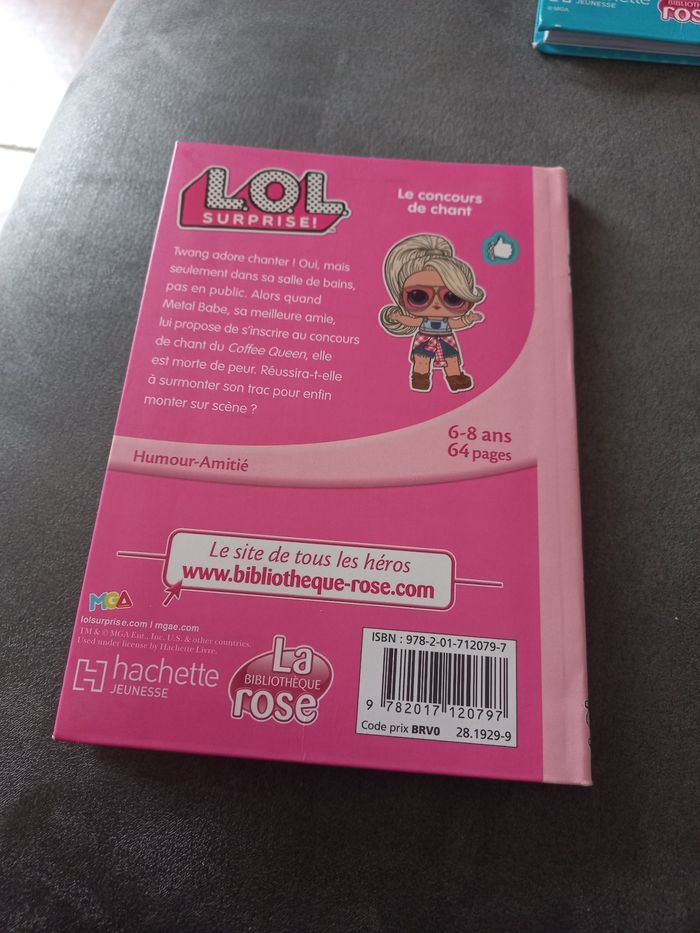 hachette
JEUNESSE
© MGA
BIBLIOTHÈQUE
rose
L.O.L.
SURPRISE!
Le concours
de chant
Twang adore chanter ! Oui, mais
seulement dans sa salle de bains,
pas en public. Alors quand
Metal Babe, sa meilleure amie,
lui propose de s'inscrire au concours
de chant du Coffee Queen, elle
est morte de peur. Réussira-t-elle
à surmonter son trac pour enfin
monter sur scène ?
6-8 ans
64 pages
Humour-Amitié
Le site de tous les héros
www.bibliotheque-rose.com
MGA
lolsurprise.com | mgae.com
TM & © MGA Ent., Inc. U.S. & other countries.
Used under license by Hachette Livre.
hachette
JEUNESSE
La
BIBLIOTHÈQUE
rose
ISBN : 978-2-01-712079-7
9 782017 120797
Code prix BRV0 28.1929-9